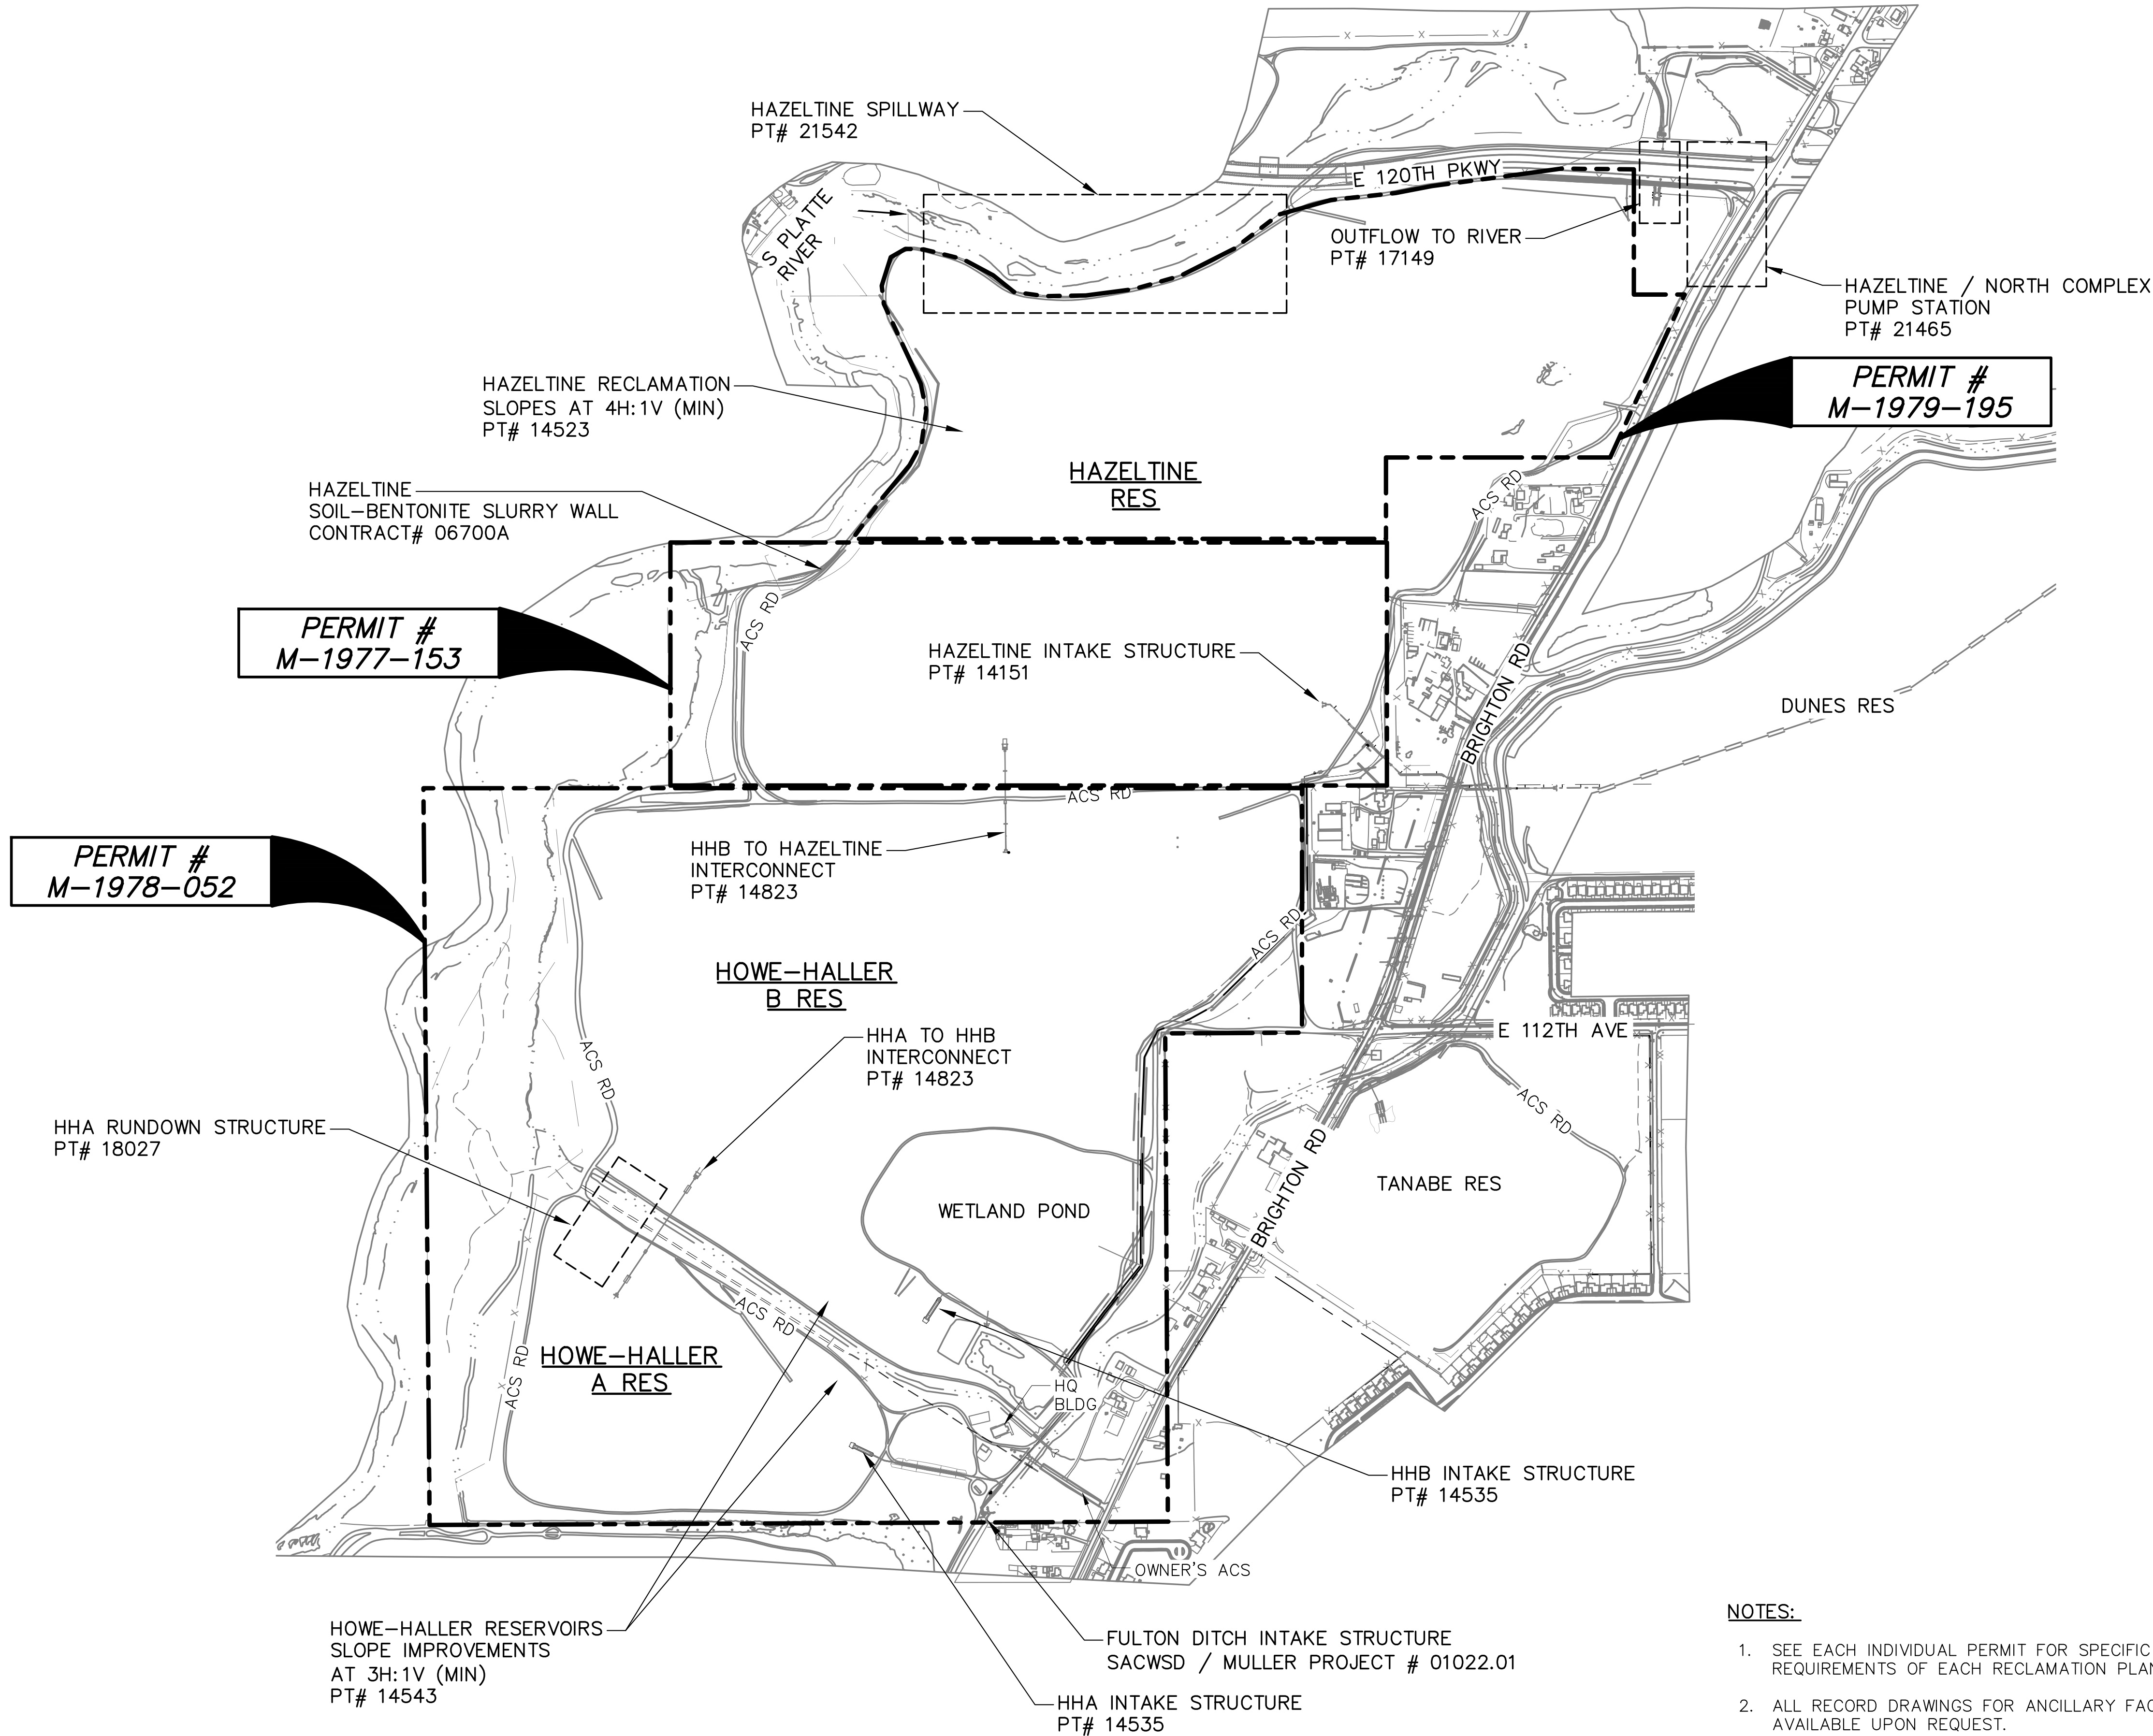 HAZELTINE SPILLWAY
PT# 21542
S PLATTE
RIVER
E 120TH PKWY
OUTFLOW TO RIVER
PT# 17149
HAZELTINE / NORTH COMPLEX
PUMP STATION
PT# 21465
HAZELTINE RECLAMATION
SLOPES AT 4H:1V (MIN)
PT# 14523
PERMIT #
M-1979-195
HAZELTINE
RES
HAZELTINE
SOIL-BENTONITE SLURRY WALL
CONTRACT# 06700A
ACS RD
ACS RD
PERMIT #
M-1977-153
HAZELTINE INTAKE STRUCTURE
PT# 14151
BRIGHTON RD
DUNES RES
ACS RD
PERMIT #
M-1978-052
HHB TO HAZELTINE
INTERCONNECT
PT# 14823
ACS RD
HOWE-HALLER
B RES
E 112TH AVE
HHA TO HHB
INTERCONNECT
PT# 14823
ACS RD
ACS RD
HHA RUNDOWN STRUCTURE
PT# 18027
WETLAND POND
BRIGHTON RD
TANABE RES
ACS RD
ACS RD
HOWE-HALLER
A RES
HQ
BLDG
HHB INTAKE STRUCTURE
PT# 14535
OWNER'S ACS
HOWE-HALLER RESERVOIRS
SLOPE IMPROVEMENTS
AT 3H:1V (MIN)
PT# 14543
FULTON DITCH INTAKE STRUCTURE
SACWSD / MULLER PROJECT # 01022.01
HHA INTAKE STRUCTURE
PT# 14535
NOTES:
1. SEE EACH INDIVIDUAL PERMIT FOR SPECIFIC
REQUIREMENTS OF EACH RECLAMATION
2. ALL RECORD DRAWINGS FOR ANCILLARY
AVAILABLE UPON REQUEST.